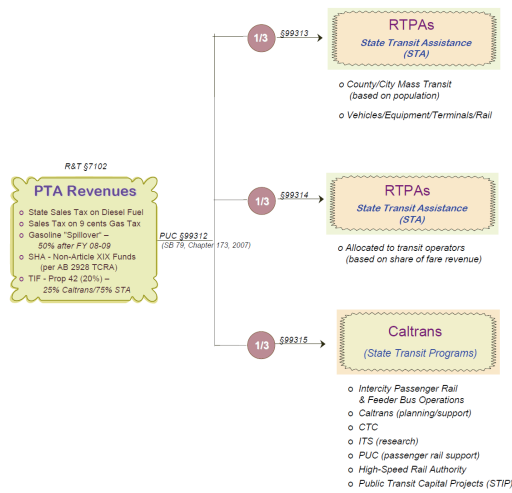 R&T §7102
PTA Revenues
o State Sales Tax on Diesel Fuel
o Sales Tax on 9 cents Gas Tax
o Gasoline "Spillover" –
50% after FY 08-09
o SHA - Non-Article XIX Funds
(per AB 2928 TCRA)
o TIF - Prop 42 (20%) –
25% Caltrans/75% STA
PUC §99312
(SB 79, Chapter 173, 2007)
1/3
§99313
RTPAs
State Transit Assistance
(STA)
o County/City Mass Transit
(based on population)
o Vehicles/Equipment/Terminals/Rail
1/3
§99314
RTPAs
State Transit Assistance
(STA)
o Allocated to transit operators
(based on share of fare revenue)
1/3
§99315
Caltrans
(State Transit Programs)
o Intercity Passenger Rail
& Feeder Bus Operations
o Caltrans (planning/support)
o CTC
o ITS (research)
o PUC (passenger rail support)
o High-Speed Rail Authority
o Public Transit Capital Projects (STIP)